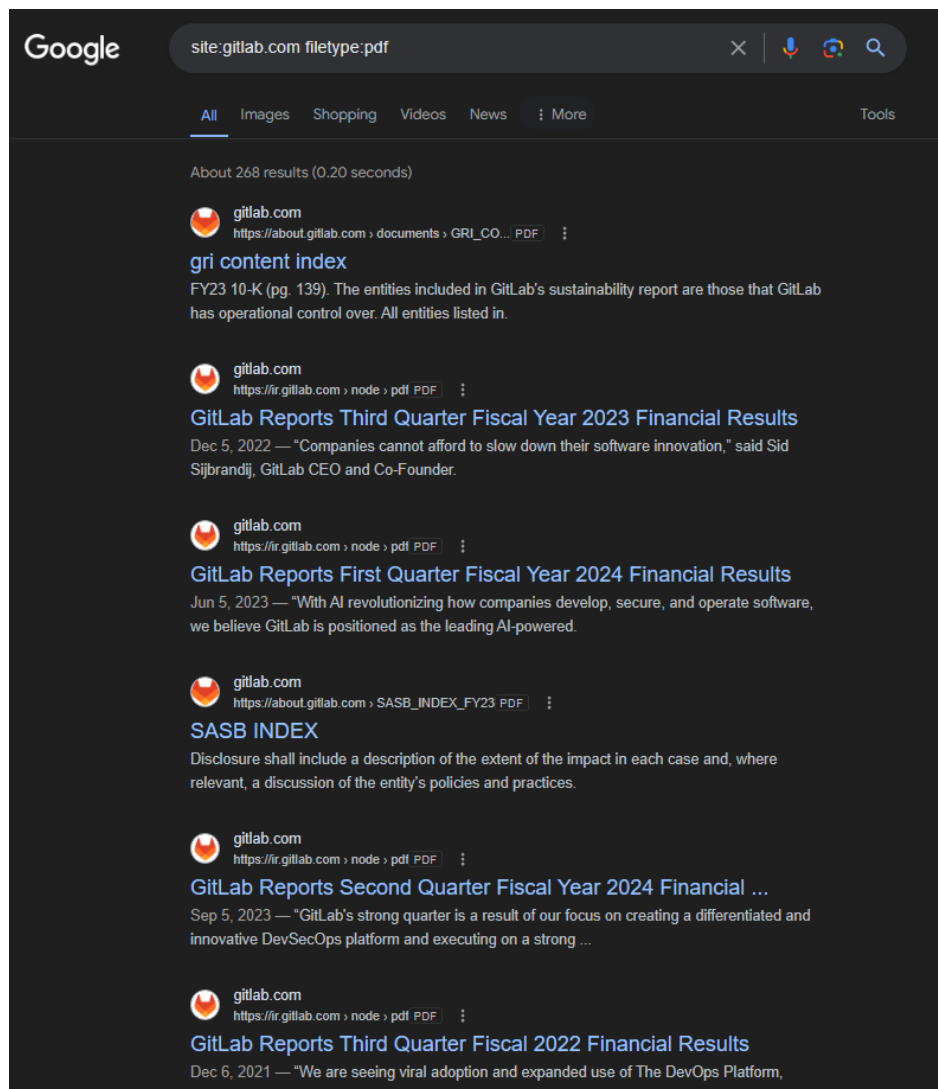 Google
site:gitlab.com filetype:pdf
All Images Shopping Videos News More Tools
About 268 results (0.20 seconds)
gitlab.com
https://about.gitlab.com › documents › GRI_CO... PDF
gri content index
FY23 10-K (pg. 139). The entities included in GitLab's sustainability report are those that GitLab
has operational control over. All entities listed in.
gitlab.com
https://ir.gitlab.com › node › pdf PDF
GitLab Reports Third Quarter Fiscal Year 2023 Financial Results
Dec 5, 2022 — “Companies cannot afford to slow down their software innovation,” said Sid
Sijbrandij, GitLab CEO and Co-Founder.
gitlab.com
https://ir.gitlab.com › node › pdf PDF
GitLab Reports First Quarter Fiscal Year 2024 Financial Results
Jun 5, 2023 — “With AI revolutionizing how companies develop, secure, and operate software,
we believe GitLab is positioned as the leading AI-powered.
gitlab.com
https://about.gitlab.com › SASB_INDEX_FY23 PDF
SASB INDEX
Disclosure shall include a description of the extent of the impact in each case and, where
relevant, a discussion of the entity's policies and practices.
gitlab.com
https://ir.gitlab.com › node › pdf PDF
GitLab Reports Second Quarter Fiscal Year 2024 Financial ...
Sep 5, 2023 — “GitLab's strong quarter is a result of our focus on creating a differentiated and
innovative DevSecOps platform and executing on a strong ...
gitlab.com
https://ir.gitlab.com › node › pdf PDF
GitLab Reports Third Quarter Fiscal 2022 Financial Results
Dec 6, 2021 — “We are seeing viral adoption and expanded use of The DevOps Platform,